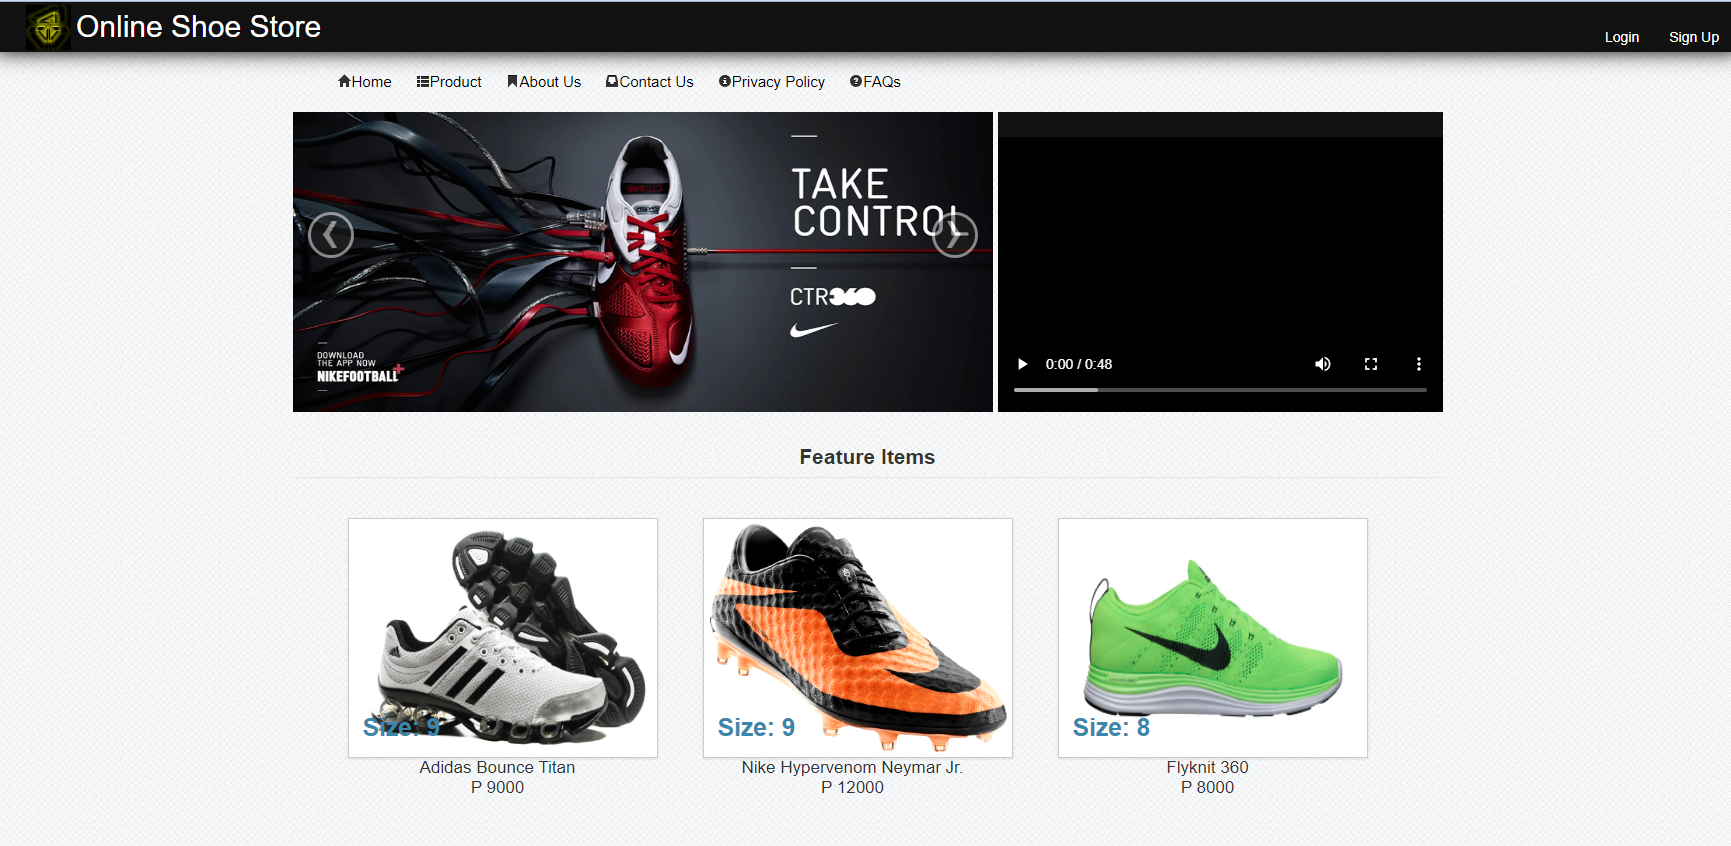 Online Shoe Store
Login
Sign Up
Home
Product
About Us
Contact Us
Privacy Policy
FAQs
TAKE
CONTROL
CTR360
DOWNLOAD
THE APP NOW
NIKEFOOTBALL+
0:00 / 0:48
Feature Items
Size: 9
Size: 9
Size: 8
Adidas Bounce Titan
P 9000
Nike Hypervenom Neymar Jr.
P 12000
Flyknit 360
P 8000